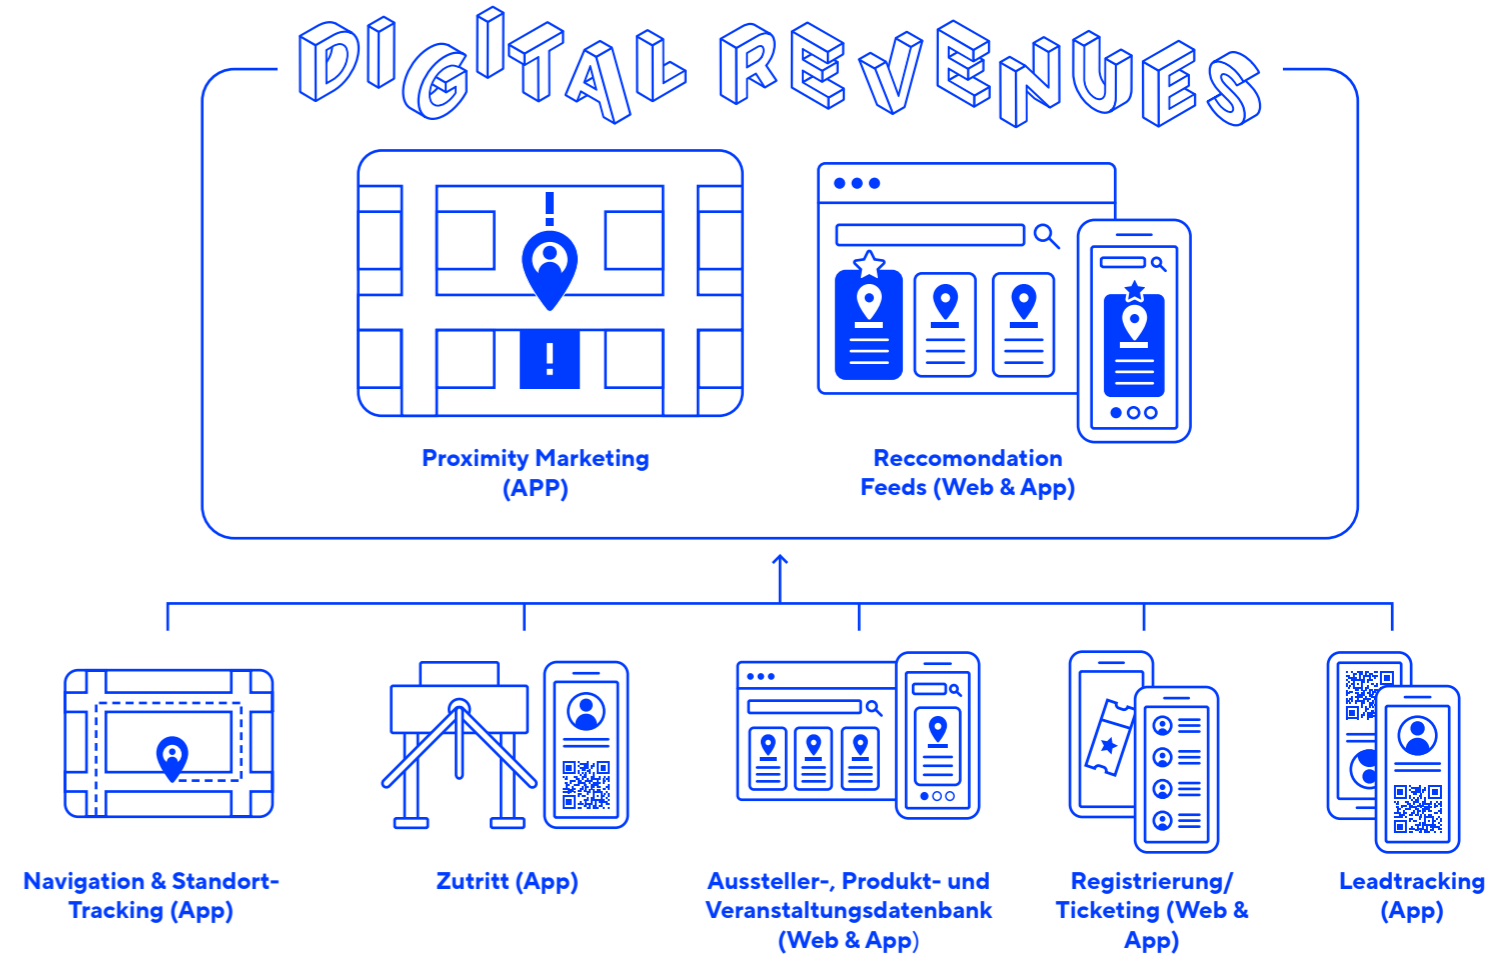 DIGITAL REVENUES
!
!
Proximity Marketing
(APP)
Reccomondation
Feeds (Web & App)
Navigation & Standort-
Tracking (App)
Zutritt (App)
Aussteller-, Produkt- und
Veranstaltungsdatenbank
(Web & App)
Registrierung/
Ticketing (Web &
App)
Leadtracking
(App)